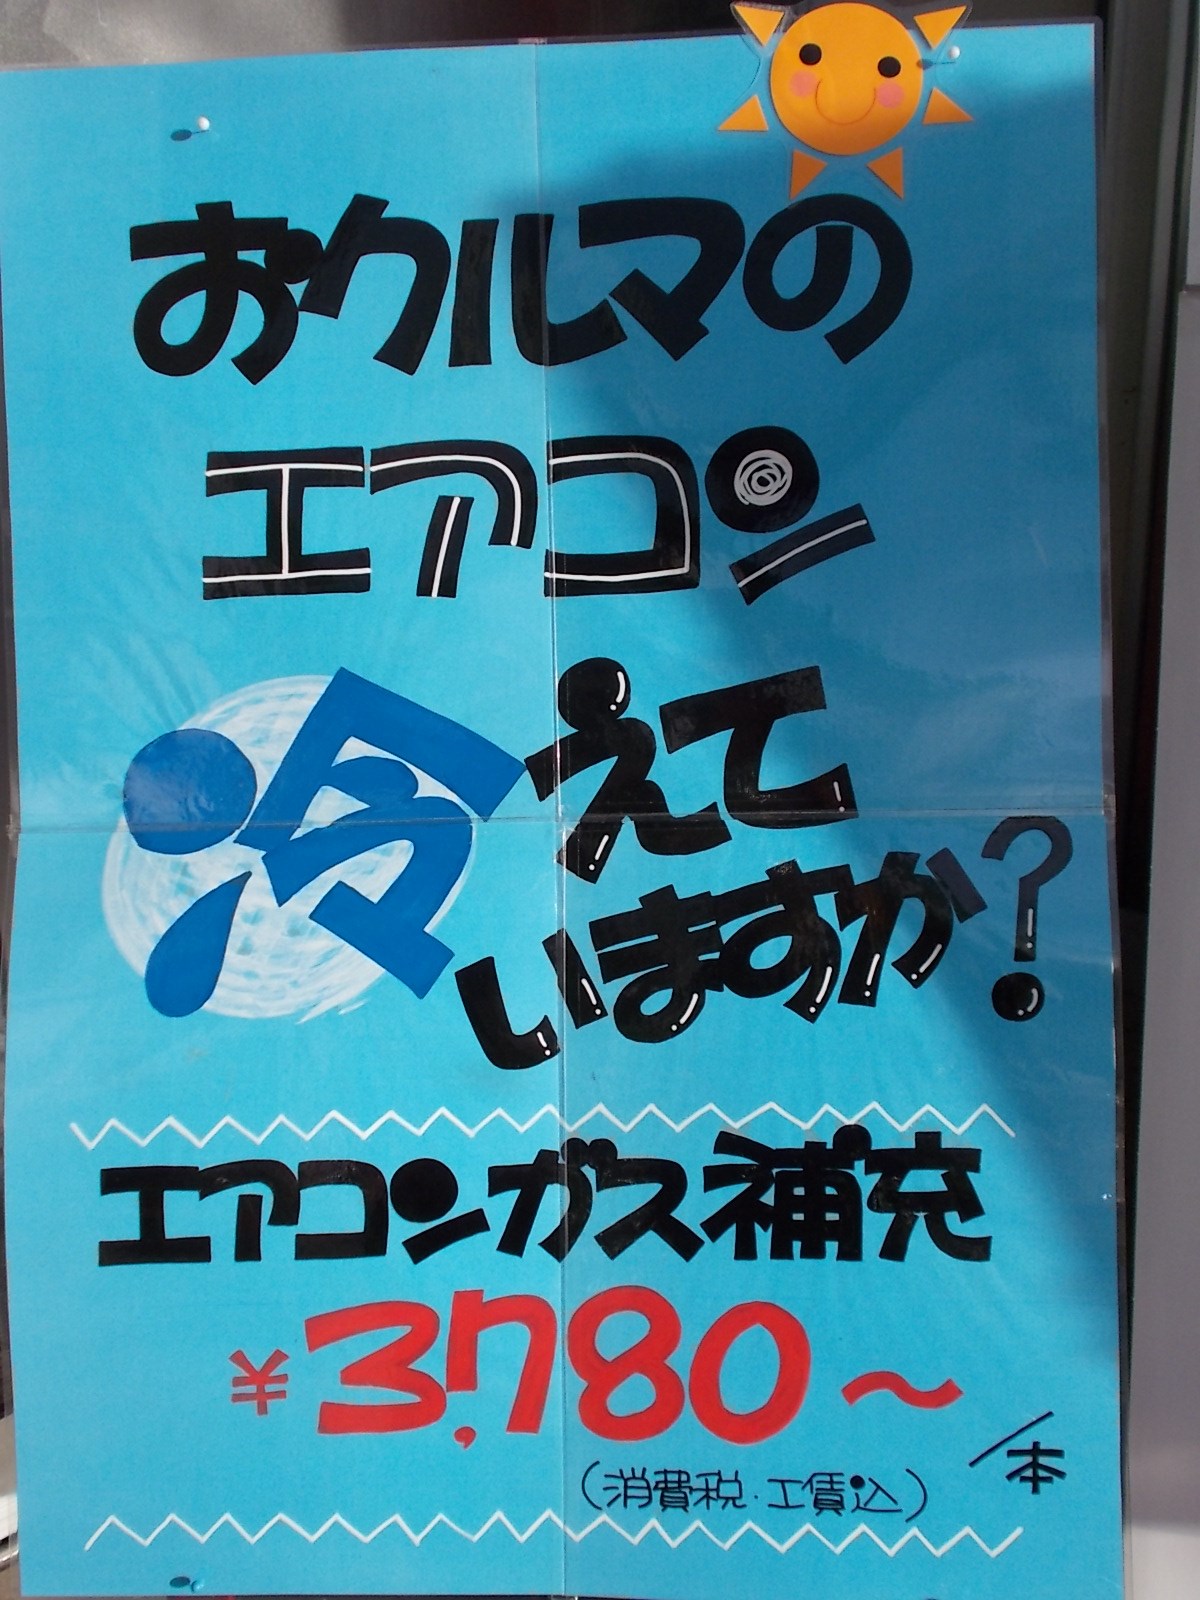 おクルマの
エアコン
冷えて
いますか?
エアコンガス補充
¥3,780～
／本
(消費税・工賃込)